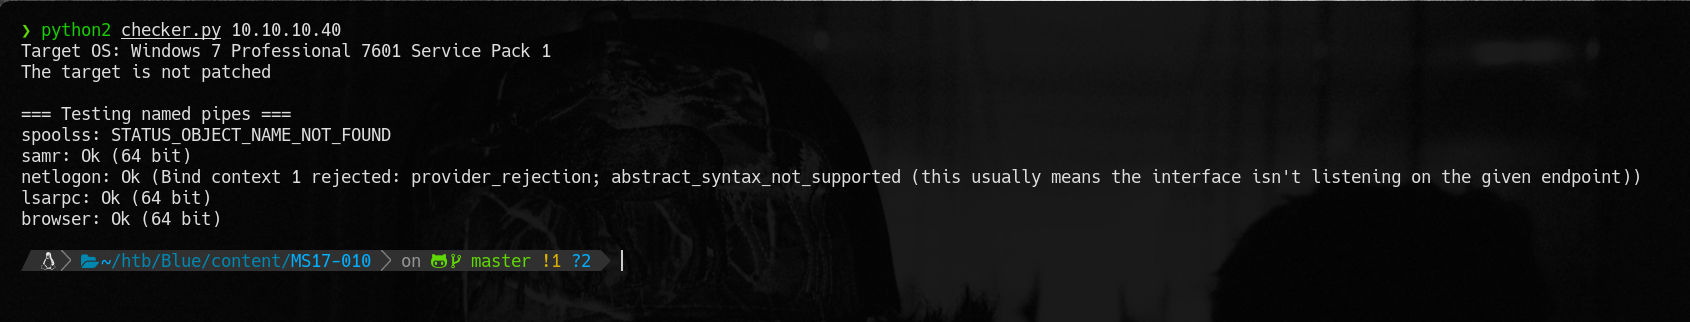 ❯ python2 checker.py 10.10.10.40
Target OS: Windows 7 Professional 7601 Service Pack 1
The target is not patched
=== Testing named pipes ===
spoolss: STATUS_OBJECT_NAME_NOT_FOUND
samr: Ok (64 bit)
netlogon: Ok (Bind context 1 rejected: provider_rejection; abstract_syntax_not_supported (this usually means the interface isn't listening on the given endpoint))
lsarpc: Ok (64 bit)
browser: Ok (64 bit)
~/htb/Blue/content/MS17-010 on master !1 ?2